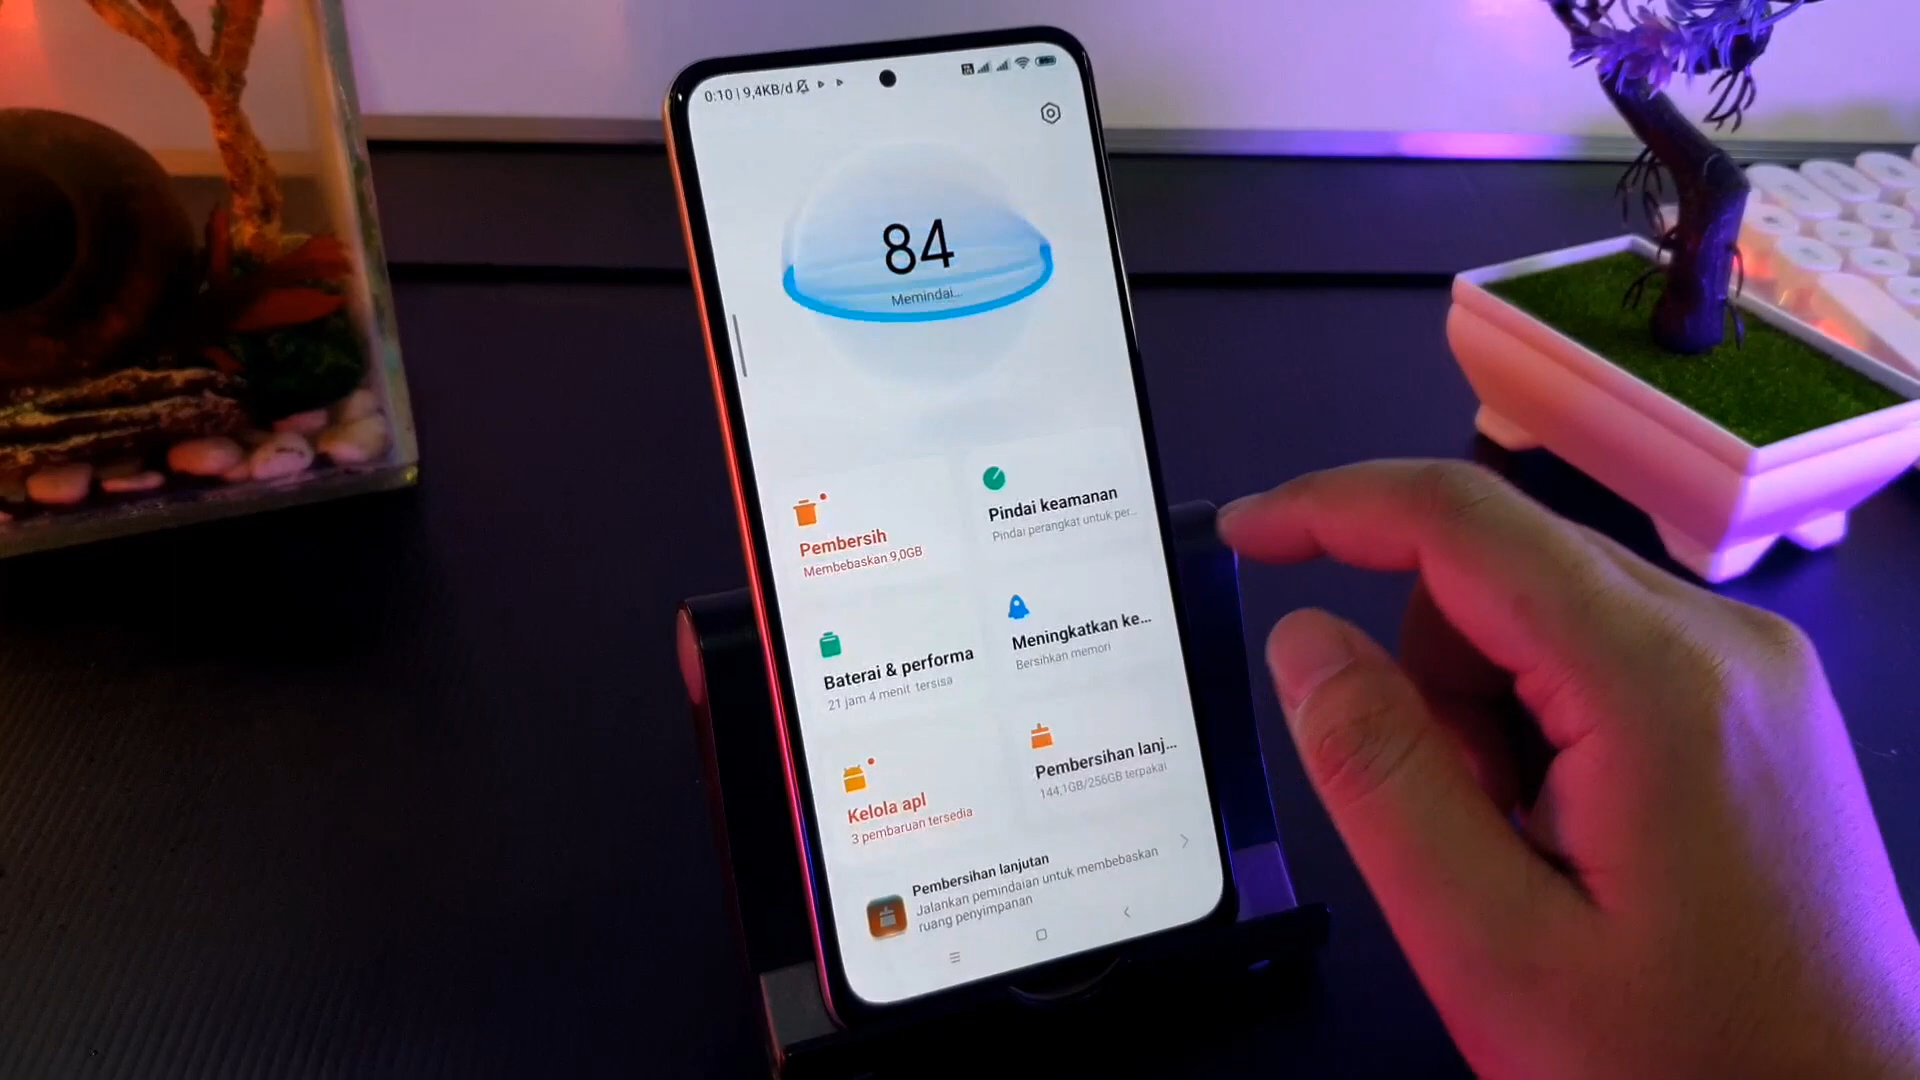 0:10 | 9,4KB/d
84
Memindai...
Pembersih
Membebaskan 9,0GB
Pindai keamanan
Pindai perangkat untuk per...
Baterai & performa
21 jam 4 menit tersisa
Meningkatkan ke...
Bersihkan memori
Kelola apl
3 pembaruan tersedia
Pembersihan lanj...
144,1GB/256GB terpakai
Pembersihan lanjutan
Jalankan pemindaian untuk membebaskan
ruang penyimpanan